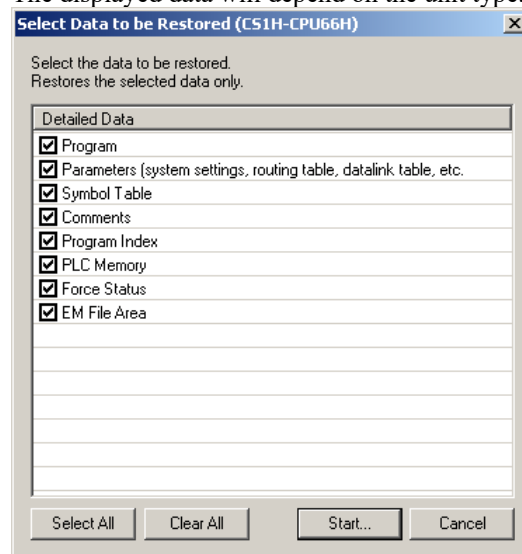 The displayed data will depend on the unit type.
Select Data to be Restored (CS1H-CPU66H)
Select the data to be restored.
Restores the selected data only.
Detailed Data
Program
Parameters (system settings, routing table, datalink table, etc.
Symbol Table
Comments
Program Index
PLC Memory
Force Status
EM File Area
Select All
Clear All
Start...
Cancel